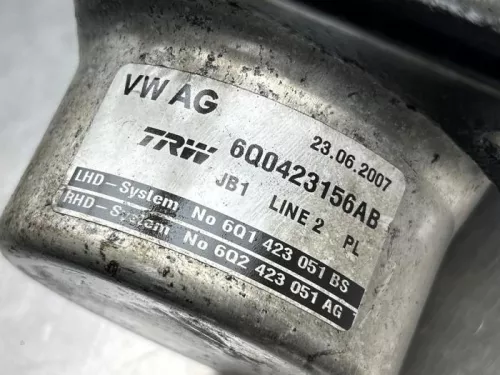 VW AG
23.06.2007
TRW 6Q0423156AB
JB1 LINE 2 PL
LHD-System No 6Q1 423 051 BS
RHD-System No 6Q2 423 051 AG